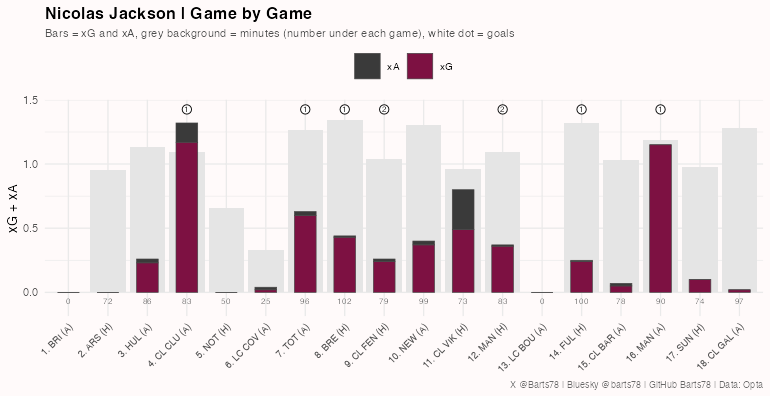 Nicolas Jackson | Game by Game
Bars = xG and xA, grey background = minutes (number under each game), white dot = goals
xA xG
1.5
1 1 1 2 2 1 1
1.0
0.5
0.0
xG + xA
0 72 86 83 50 25 96 102 79 99 73 83 0 100 78 90 74 97
1. BRI (A)
2. ARS (H)
3. HUL (A)
4. CL CLU (A)
5. NOT (H)
6. LC COV (A)
7. TOT (A)
8. BRE (H)
9. CL FEN (H)
10. NEW (A)
11. CL VIK (H)
12. MAN (H)
13. LC BOU (A)
14. FUL (H)
15. CL BAR (A)
16. MAN (A)
17. SUN (H)
18. CL GAL (A)
X @Barts78 | Bluesky @barts78 | GitHub Barts78 | Data: Opta